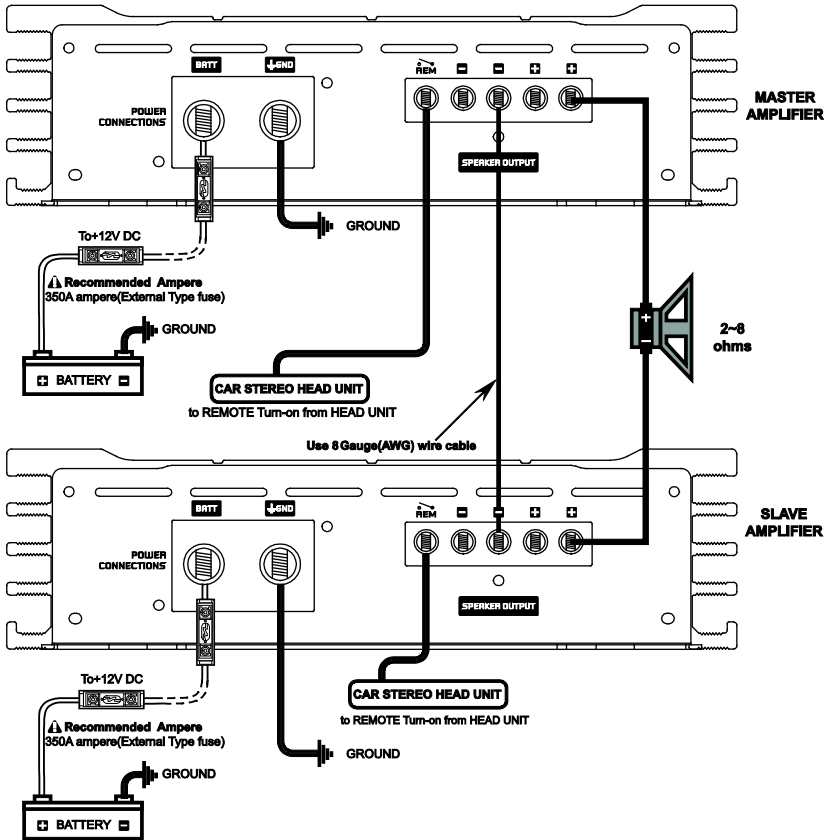 BATT
GND
REM
MASTER
AMPLIFIER
POWER
CONNECTIONS
SPEAKER OUTPUT
GROUND
To+12V DC
Recommended Ampere
350A ampere(External Type fuse)
GROUND
+ BATTERY −
CAR STEREO HEAD UNIT
to REMOTE Turn-on from HEAD UNIT
+
−
2~8
ohms
Use 8 Gauge(AWG) wire cable
BATT
GND
REM
SLAVE
AMPLIFIER
POWER
CONNECTIONS
SPEAKER OUTPUT
To+12V DC
CAR STEREO HEAD UNIT
to REMOTE Turn-on from HEAD UNIT
Recommended Ampere
350A ampere(External Type fuse)
GROUND
GROUND
+ BATTERY −